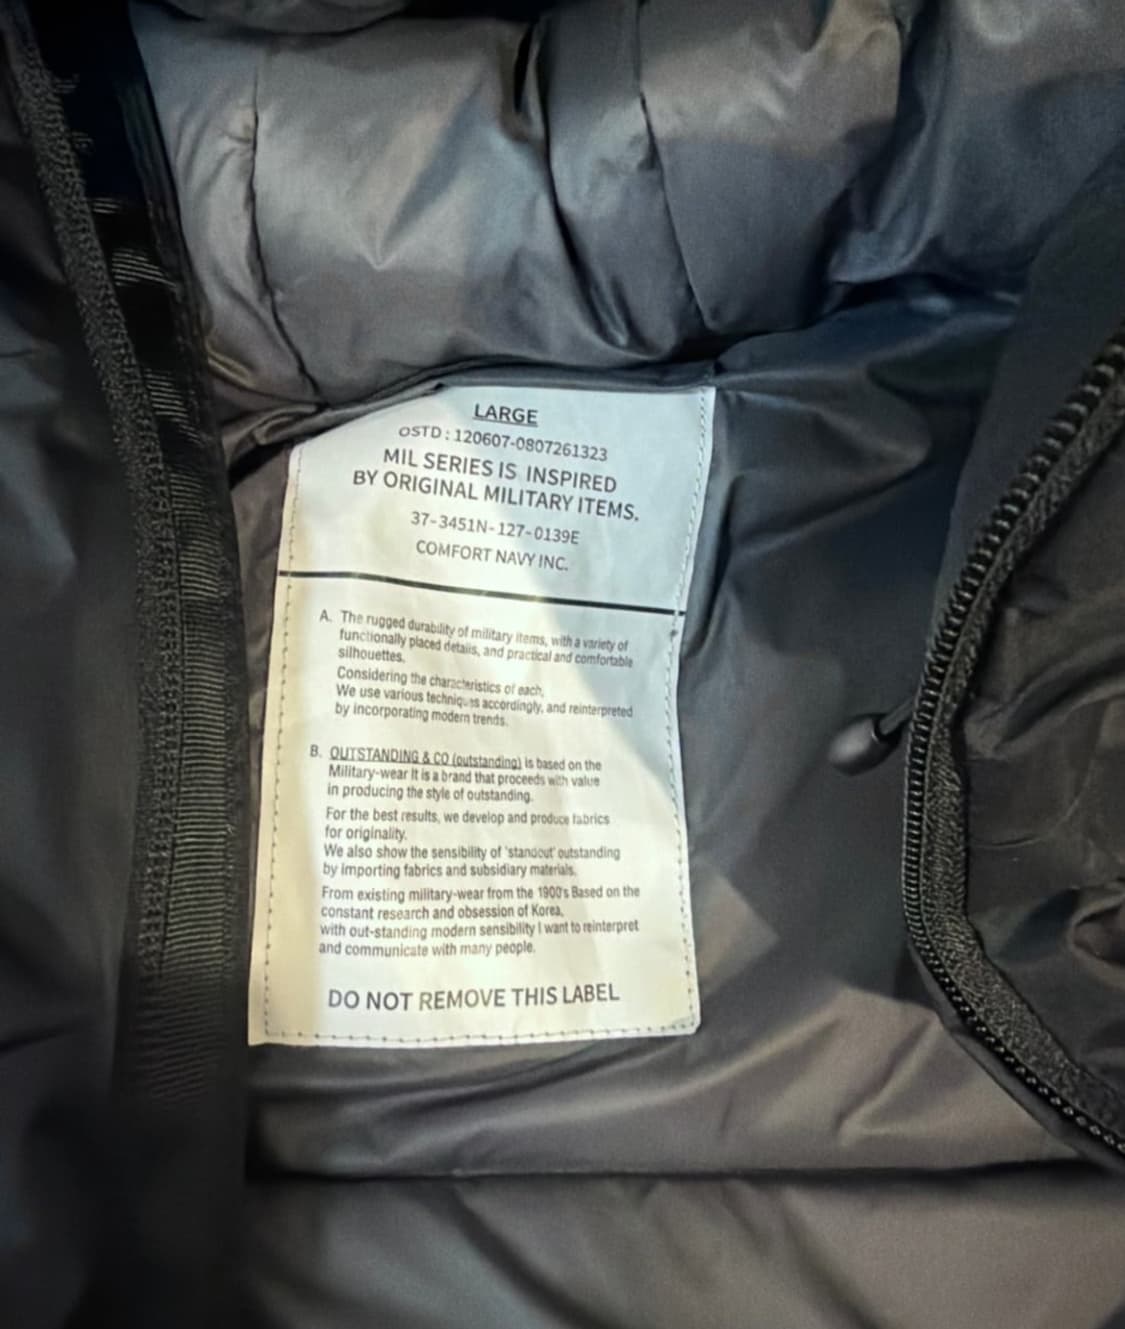 LARGE
OSTD : 120607-0807261323
MIL SERIES IS INSPIRED
BY ORIGINAL MILITARY ITEMS.
37-3451N-127-0139E
COMFORT NAVY INC.
A. The rugged durability of military items, with a variety of
functionally placed details, and practical and comfortable
silhouettes.
Considering the characteristics of each,
We use various techniques accordingly, and reinterpreted
by incorporating modern trends.
B. OUTSTANDING & CO (outstanding) is based on the
Military-wear It is a brand that proceeds with value
in producing the style of outstanding.
For the best results, we develop and produce fabrics
for originality.
We also show the sensibility of 'standout' outstanding
by importing fabrics and subsidiary materials.
From existing military-wear from the 1900's Based on the
constant research and obsession of Korea,
with out-standing modern sensibility I want to reinterpret
and communicate with many people.
DO NOT REMOVE THIS LABEL